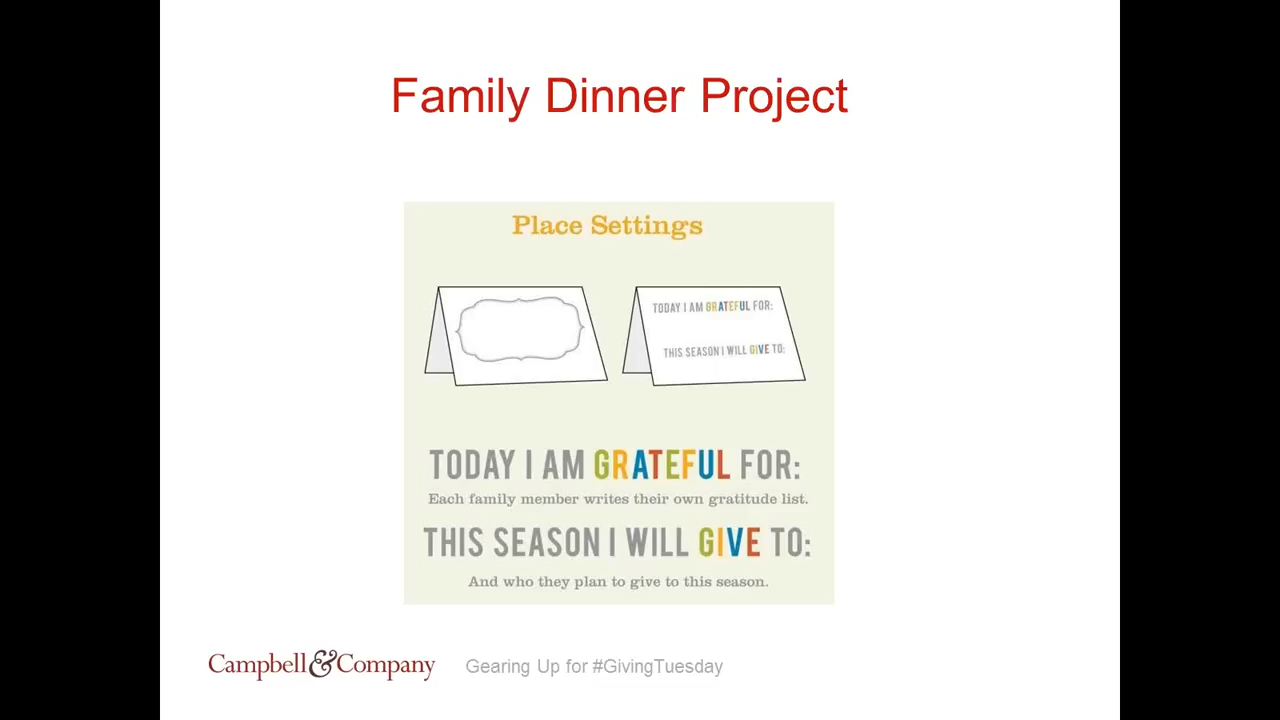 Family Dinner Project
Place Settings
TODAY I AM GRATEFUL FOR:
THIS SEASON I WILL GIVE TO:
TODAY I AM GRATEFUL FOR:
Each family member writes their own gratitude list.
THIS SEASON I WILL GIVE TO:
And who they plan to give to this season.
Campbell&Company
Gearing Up for #GivingTuesday